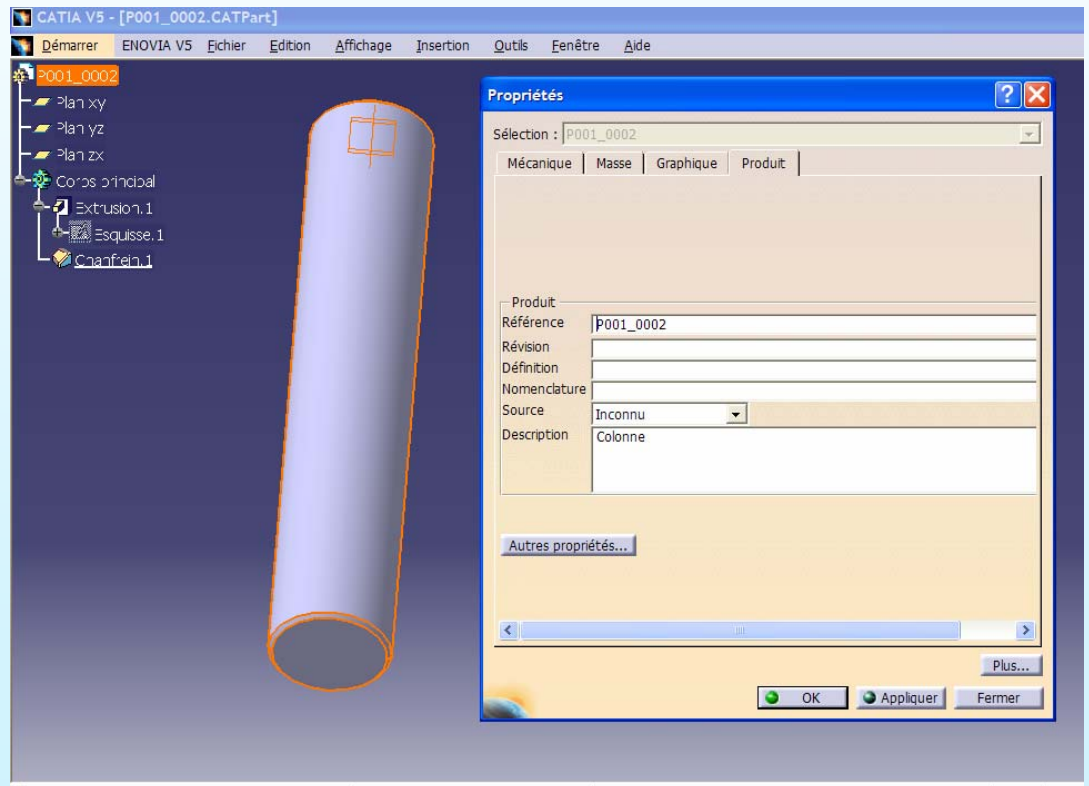 CATIA V5 - [P001_0002.CATPart]
Démarrer ENOVIA V5 Fichier Edition Affichage Insertion Outils Fenêtre Aide
P001_0002
Plan xy
Plan yz
Plan zx
Corps principal
Extrusion.1
Esquisse.1
Chanfrein.1
Propriétés
Sélection : P001_0002
Mécanique Masse Graphique Produit
Produit
Référence P001_0002
Révision
Définition
Nomenclature
Source Inconnu
Description Colonne
Autres propriétés...
Plus...
OK Appliquer Fermer